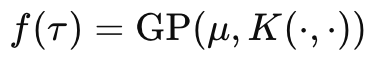 f(τ) = GP(μ, K(·, ·))